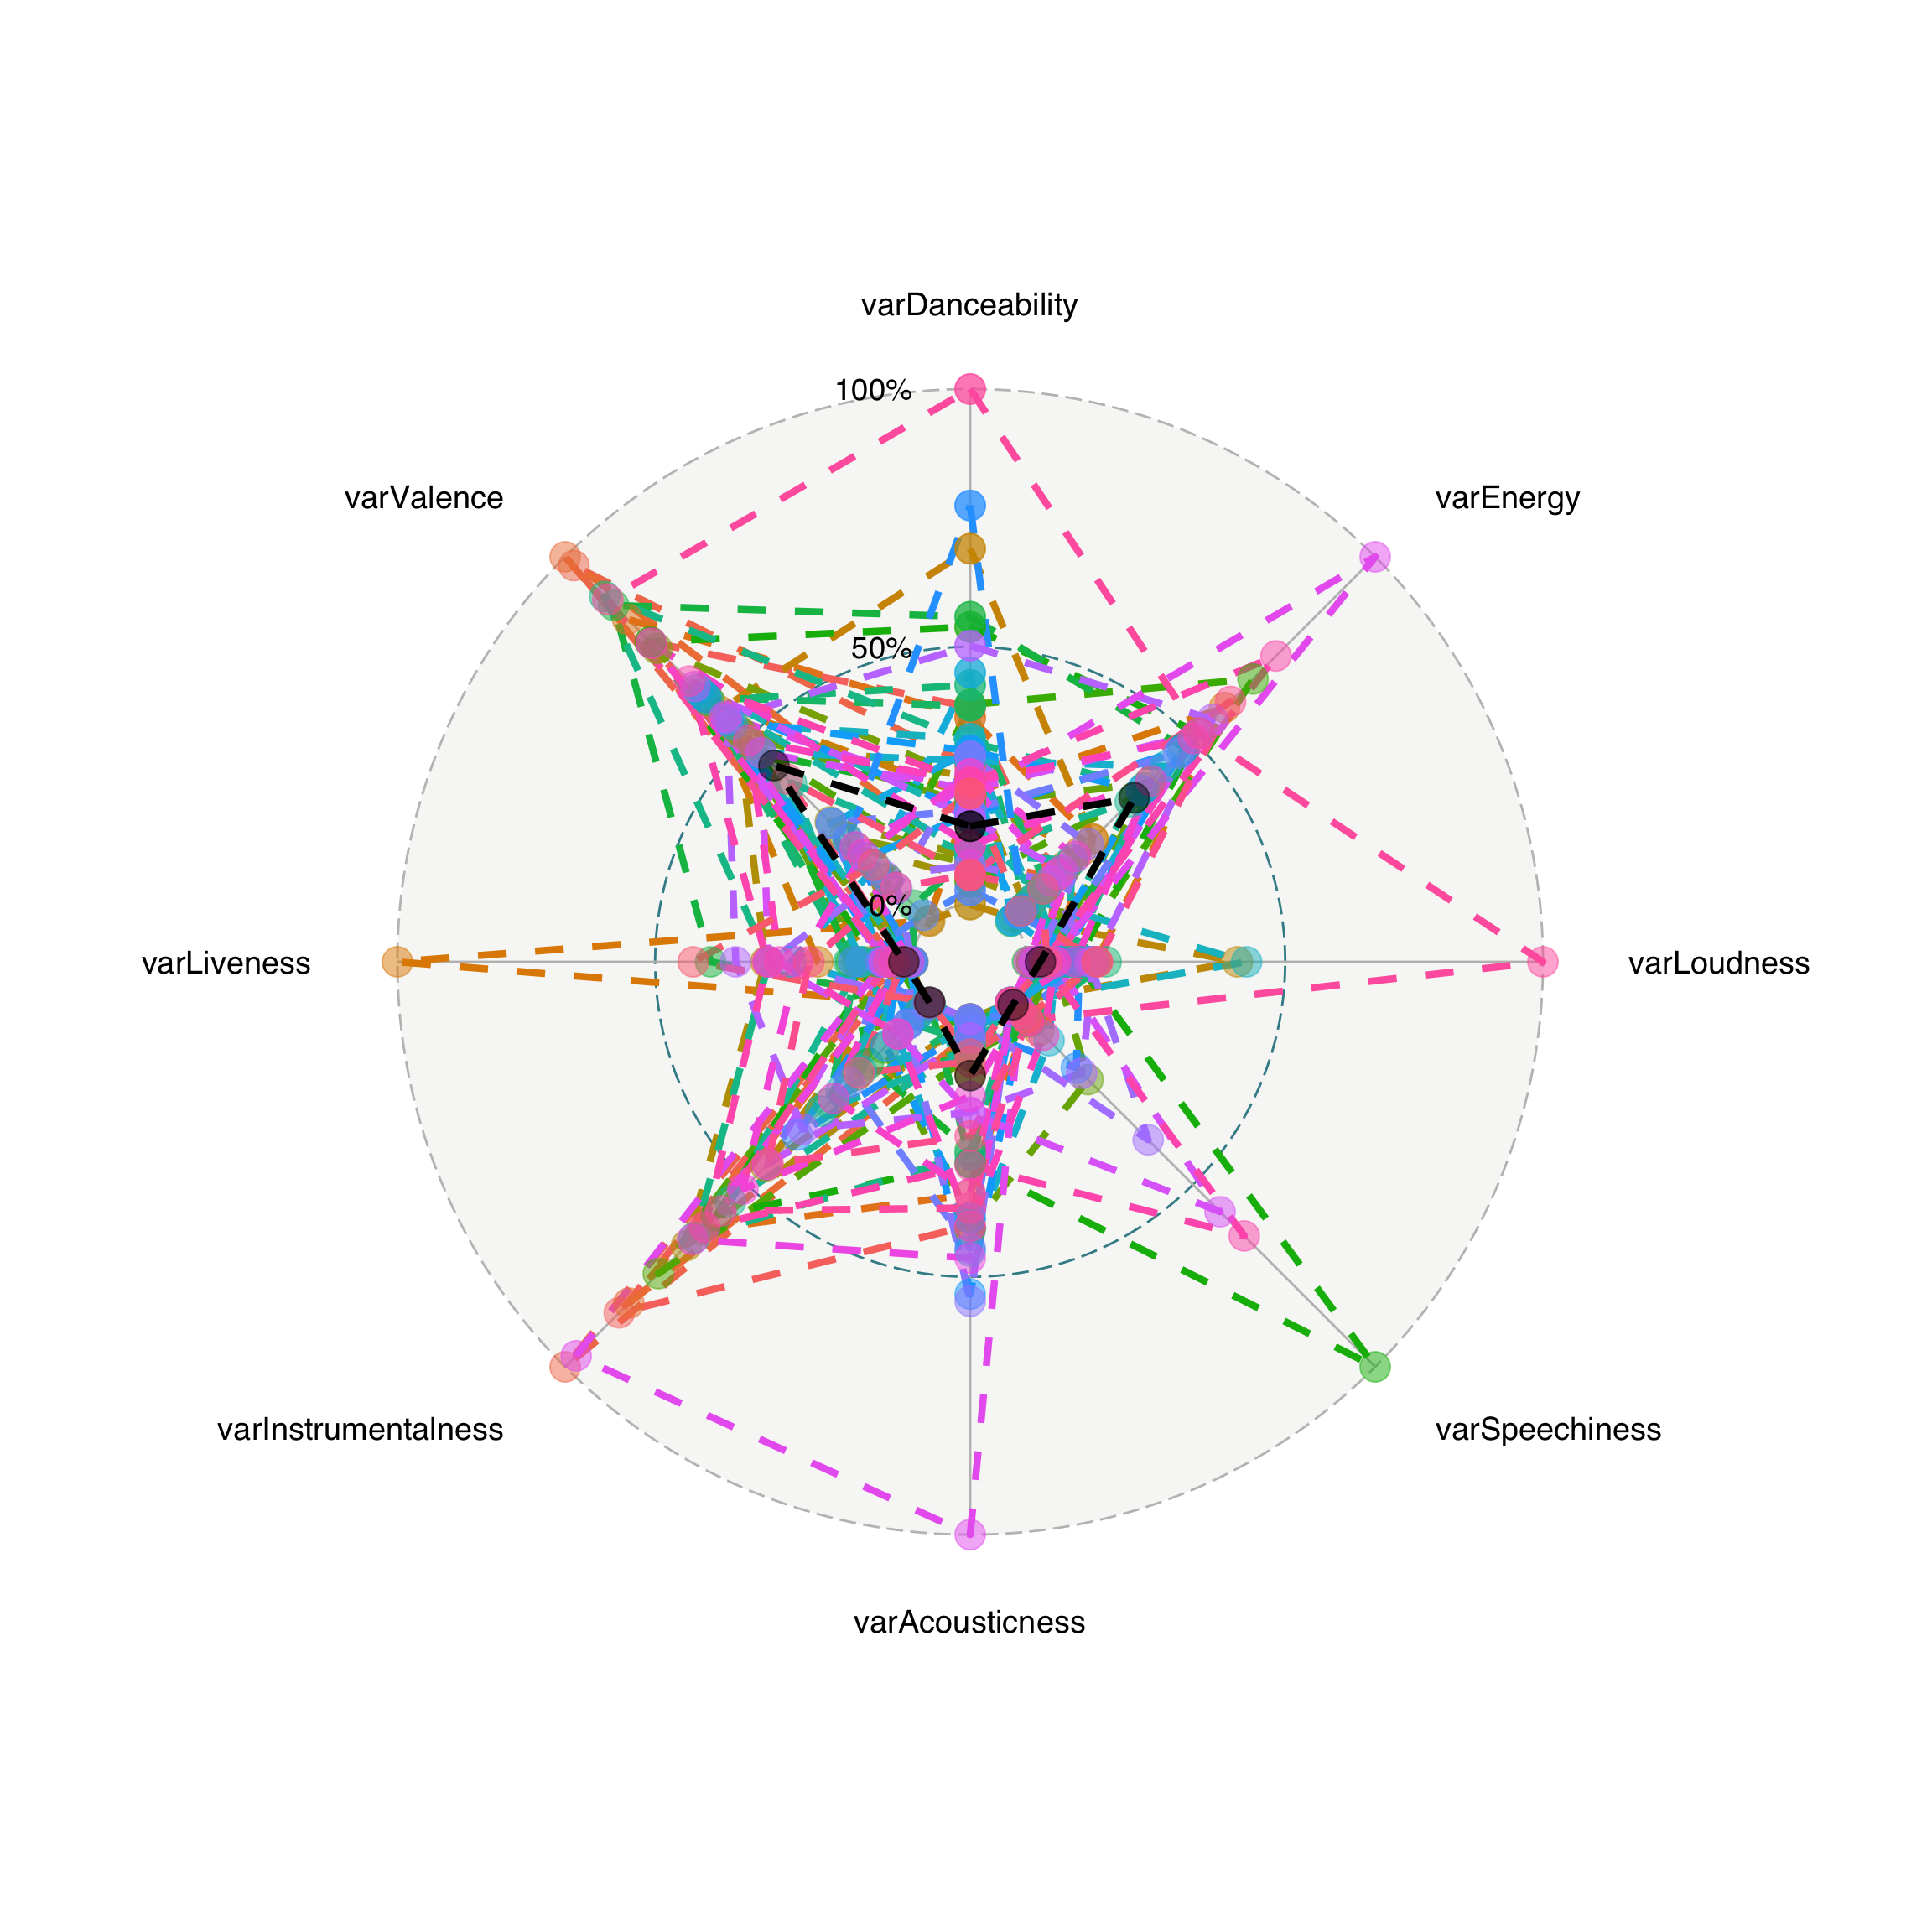 varDanceability
100%
varValence
varEnergy
50%
0%
varLiveness
varLoudness
varInstrumentalness
varSpeechiness
varAcousticness